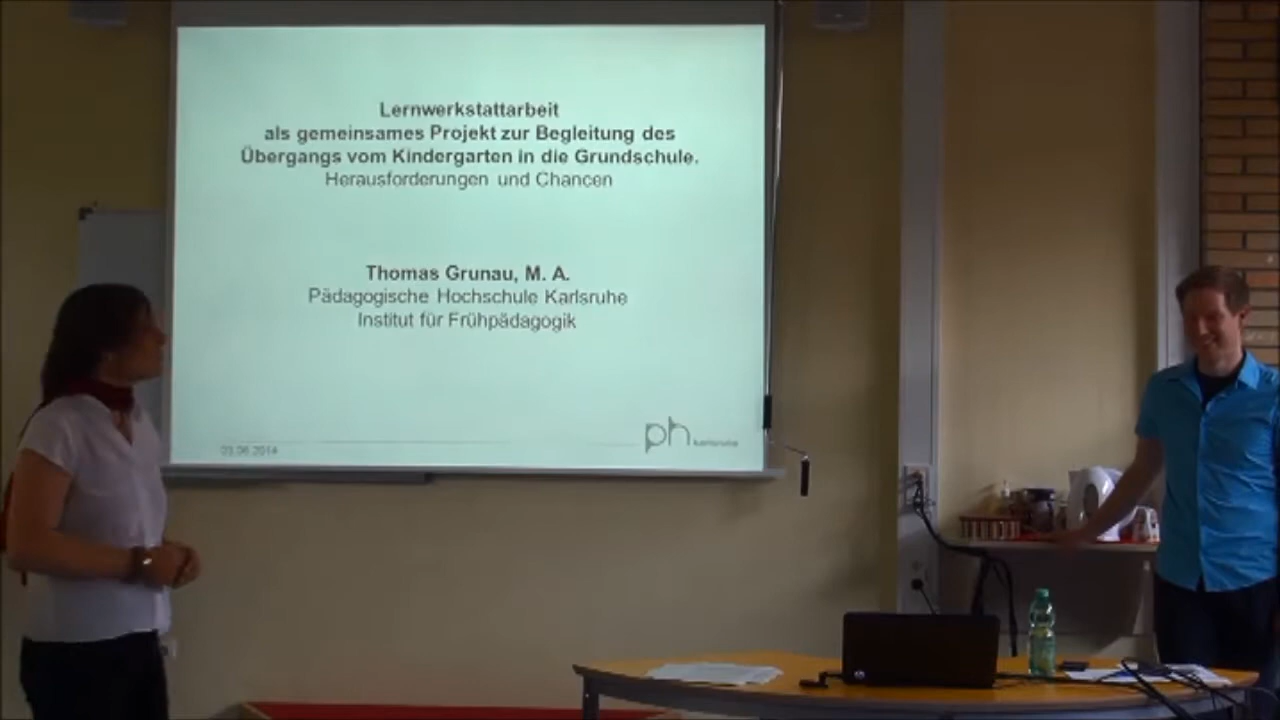 Lernwerkstattarbeit
als gemeinsames Projekt zur Begleitung des
Übergangs vom Kindergarten in die Grundschule.
Herausforderungen und Chancen
Thomas Grunau, M. A.
Pädagogische Hochschule Karlsruhe
Institut für Frühpädagogik
03.06.2014
ph karlsruhe